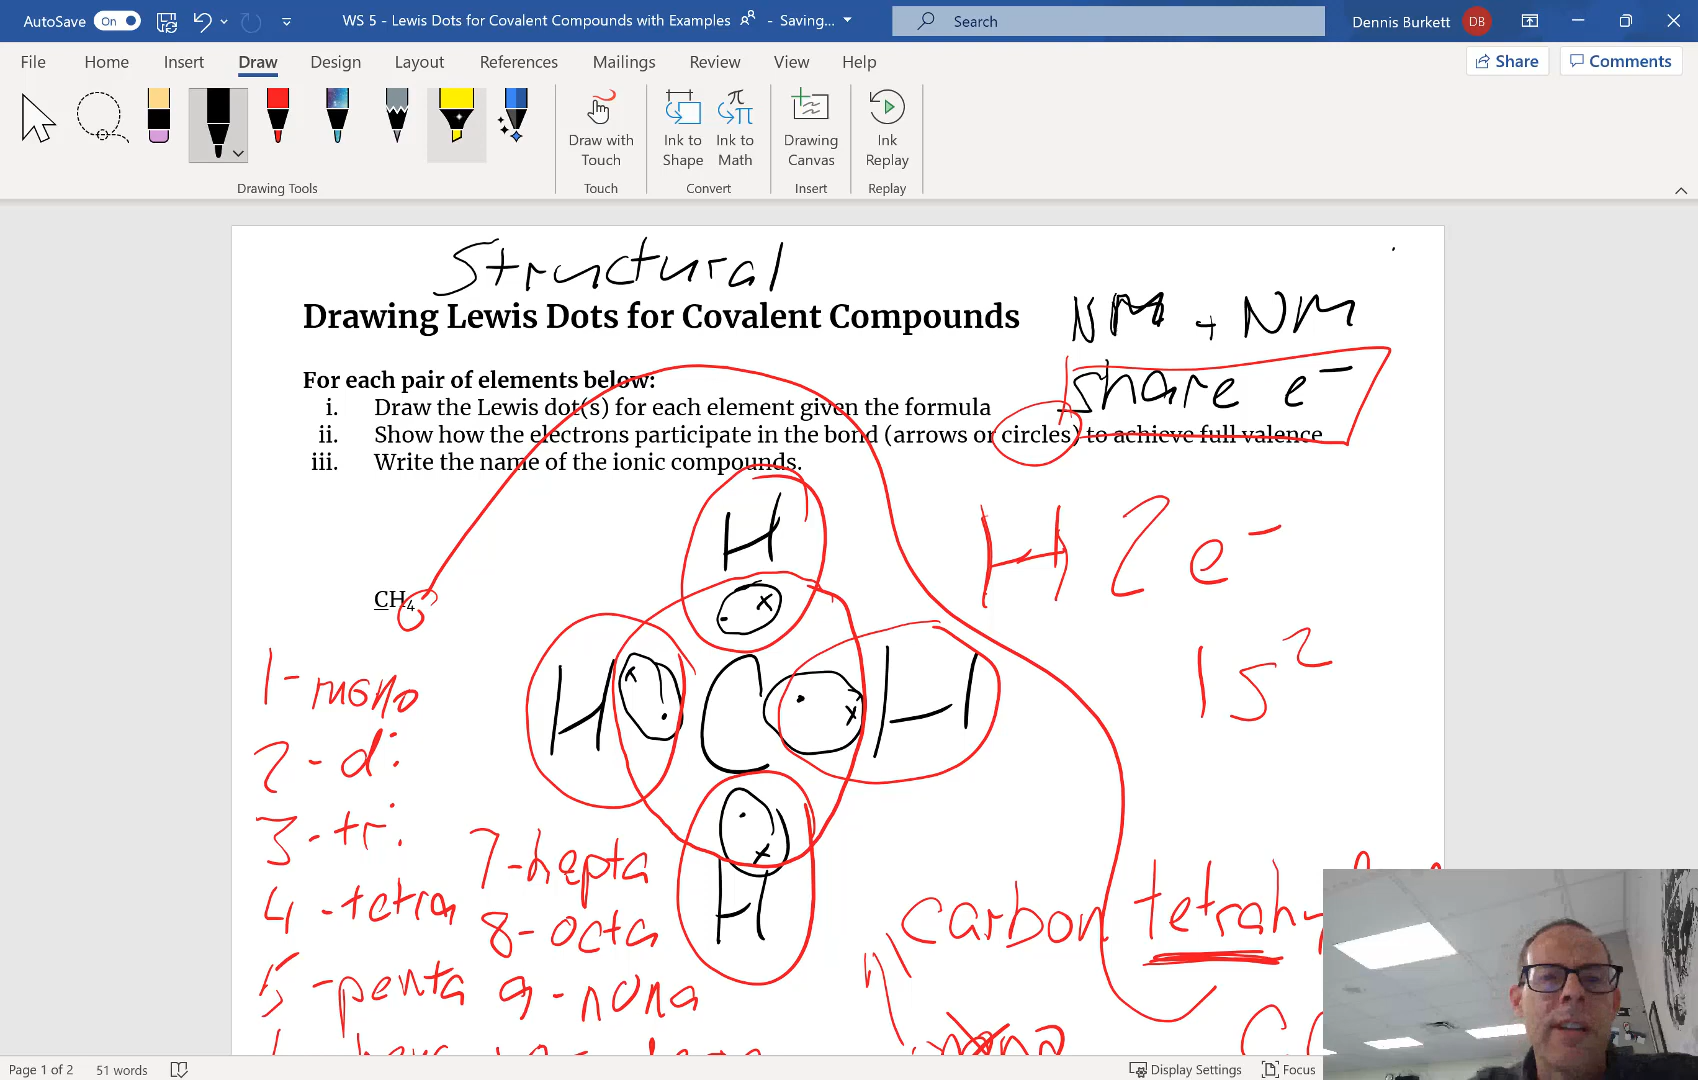 AutoSave On WS 5 - Lewis Dots for Covalent Compounds with Examples - Saving... Search Dennis Burkett DB
File Home Insert Draw Design Layout References Mailings Review View Help Share Comments
Draw with Touch
Ink to Shape
Ink to Math
Drawing Canvas
Ink Replay
Drawing Tools Touch Convert Insert Replay
Structural
Drawing Lewis Dots for Covalent Compounds
NM + NM
share e-
For each pair of elements below:
i. Draw the Lewis dot(s) for each element given the formula
ii. Show how the electrons participate in the bond (arrows or circles) to achieve full valence
iii. Write the name of the ionic compounds.
H
H 2 e-
CH₄
x
1s²
H x C x H
1-mono
2-di
3-tri
x
7-hepta
H
4-tetra
8-octa
carbon tetrah
5-penta
9-nona
mono
Page 1 of 2 51 words Display Settings Focus